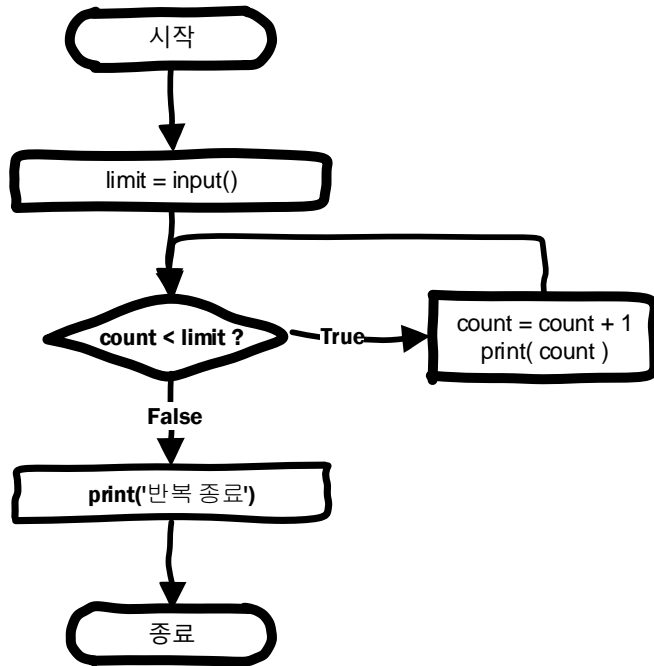 시작
limit = input()
count < limit ?
True
count = count + 1
print( count )
False
print('반복 종료')
종료